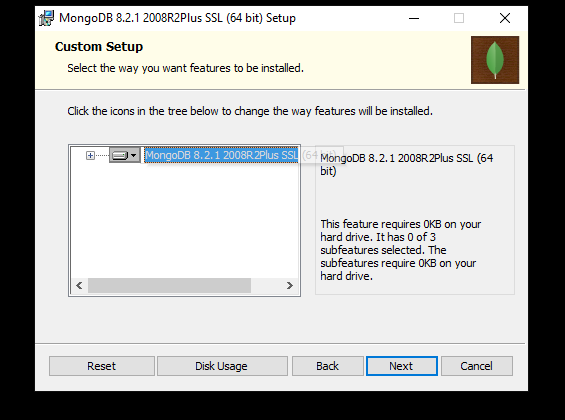 MongoDB 8.2.1 2008R2Plus SSL (64 bit) Setup
Custom Setup
Select the way you want features to be installed.
Click the icons in the tree below to change the way features will be installed.
MongoDB 8.2.1 2008R2Plus SSL (64 bit)
MongoDB 8.2.1 2008R2Plus SSL (64
bit)
This feature requires 0KB on your
hard drive. It has 0 of 3
subfeatures selected. The
subfeatures require 0KB on your
hard drive.
Reset
Disk Usage
Back
Next
Cancel